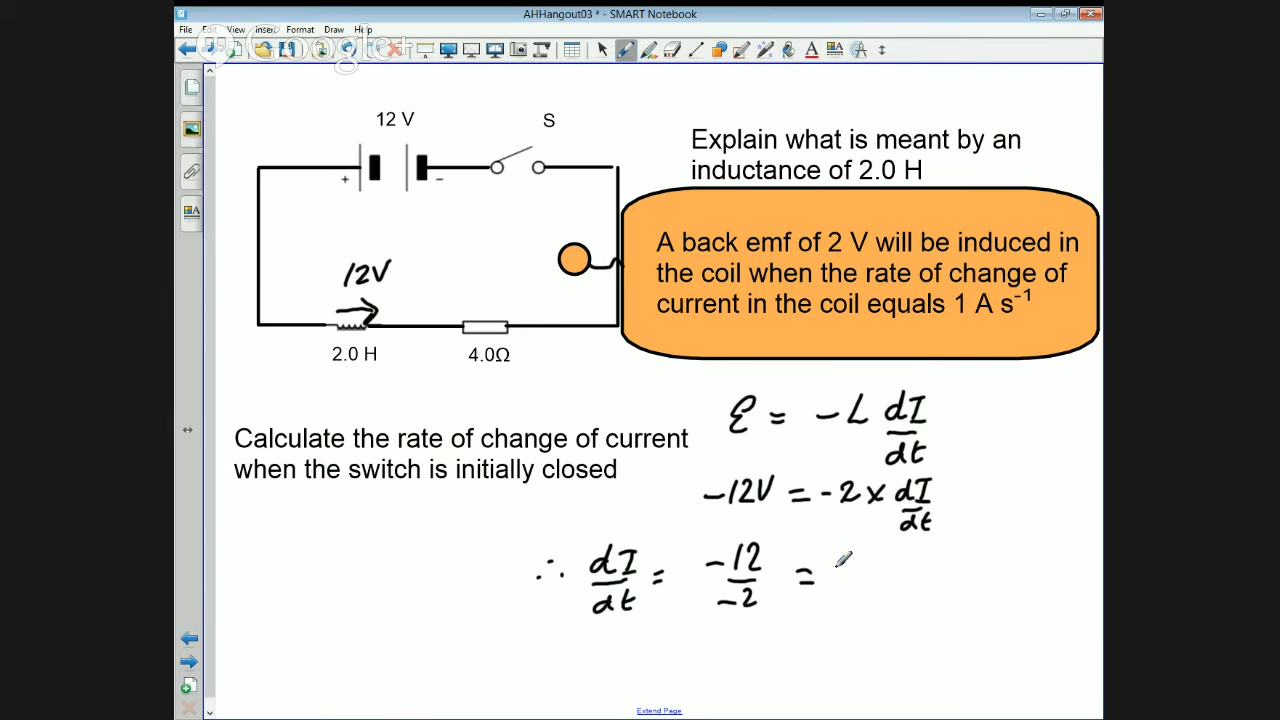 AHHangout03 * - SMART Notebook
File Edit View Insert Format Draw Help
Google+
12 V
S
+
−
12V
2.0 H
4.0Ω
Explain what is meant by an
inductance of 2.0 H
A back emf of 2 V will be induced in
the coil when the rate of change of
current in the coil equals 1 A s⁻¹
Calculate the rate of change of current
when the switch is initially closed
ℰ = -L dI/dt
-12V = -2 × dI/dt
∴ dI/dt = -12/-2 =
Extend Page